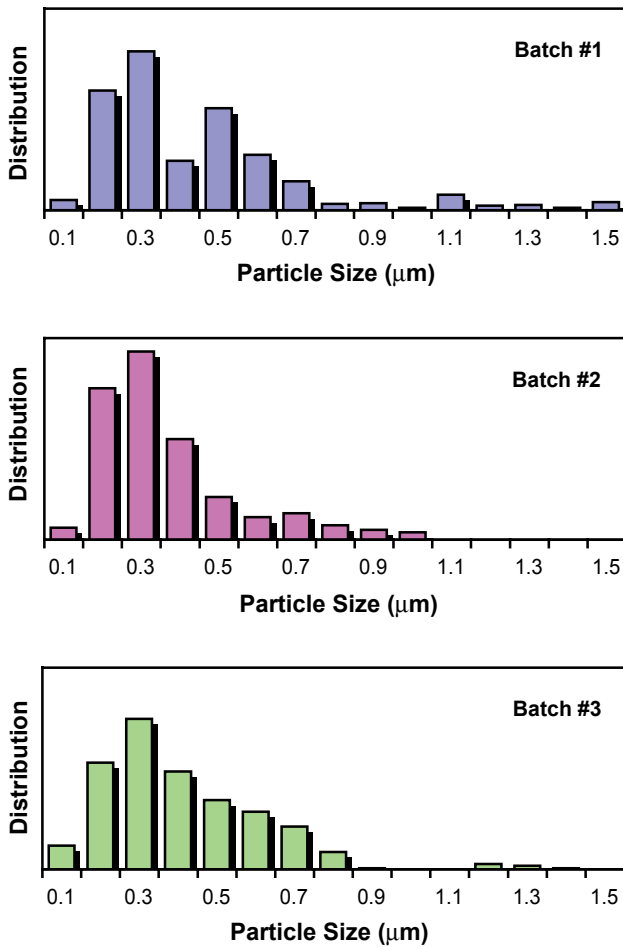 Batch #1
Distribution
0.1 0.3 0.5 0.7 0.9 1.1 1.3 1.5
Particle Size (μm)
Batch #2
Distribution
0.1 0.3 0.5 0.7 0.9 1.1 1.3 1.5
Particle Size (μm)
Batch #3
Distribution
0.1 0.3 0.5 0.7 0.9 1.1 1.3 1.5
Particle Size (μm)